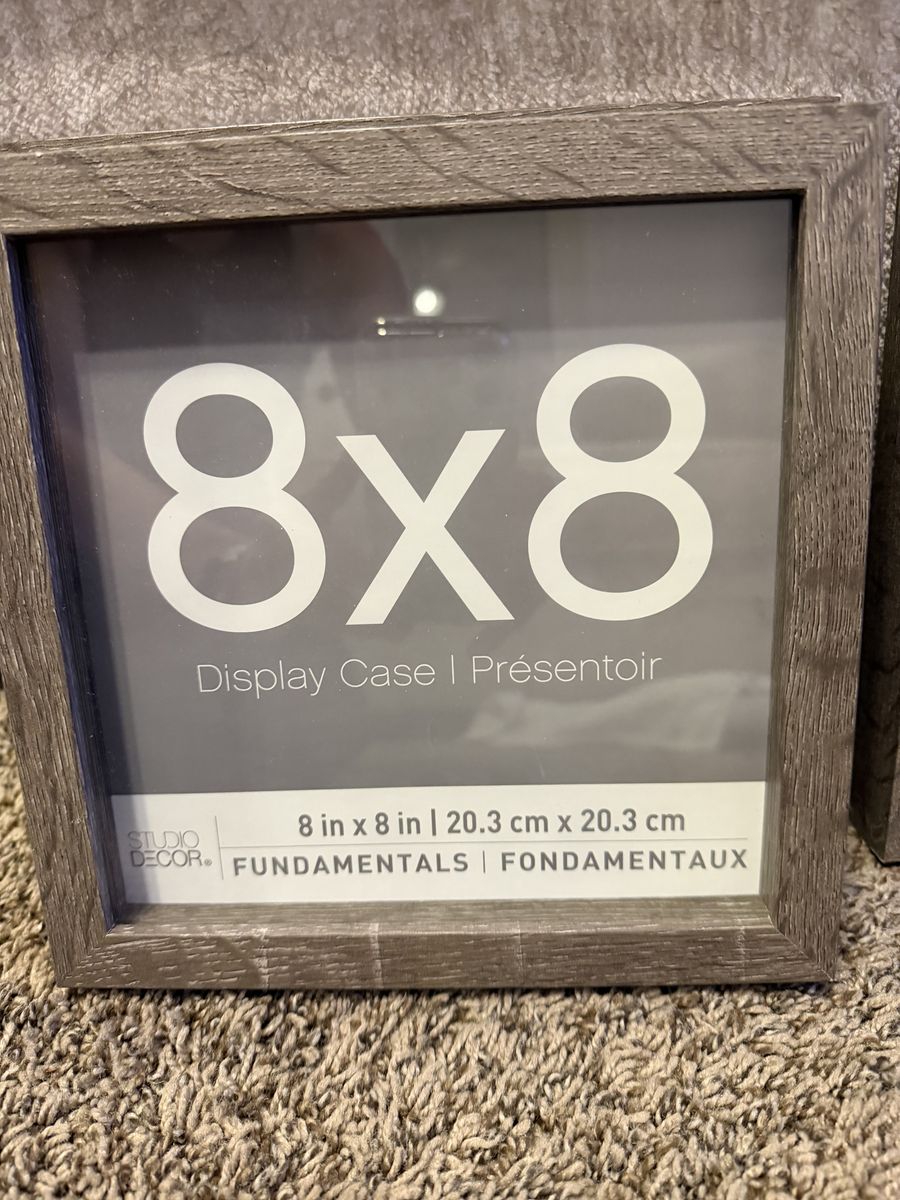 8x8
Display Case | Présentoir
8 in x 8 in | 20.3 cm x 20.3 cm
STUDIO
DECOR®
FUNDAMENTALS | FONDAMENTAUX